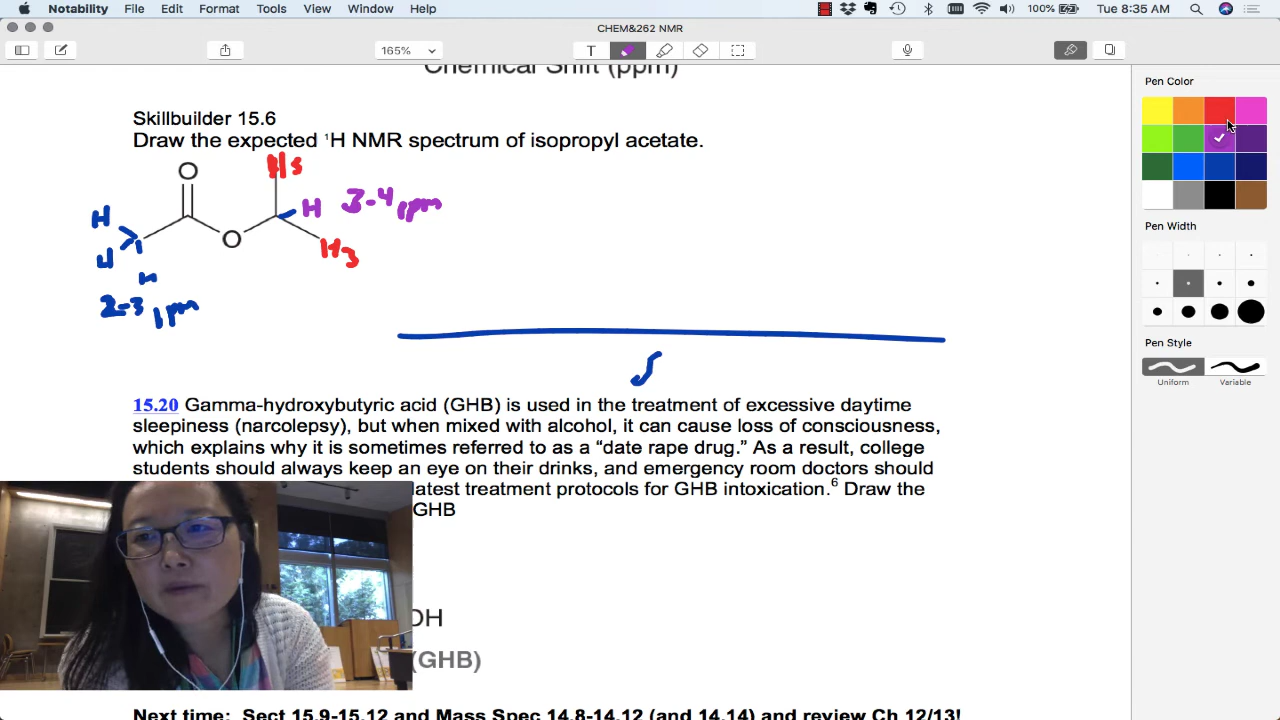 Notability File Edit Format Tools View Window Help 100% Tue 8:35 AM
CHEM&262 NMR
165% T
Chemical Shift (ppm)
Pen Color
Skillbuilder 15.6
Draw the expected ¹H NMR spectrum of isopropyl acetate.
O H3
H H 3-4 ppm
O
H H3
H
2-3 ppm
Pen Width
Pen Style
Uniform Variable
δ
15.20 Gamma-hydroxybutyric acid (GHB) is used in the treatment of excessive daytime
sleepiness (narcolepsy), but when mixed with alcohol, it can cause loss of consciousness,
which explains why it is sometimes referred to as a “date rape drug.” As a result, college
students should always keep an eye on their drinks, and emergency room doctors should
latest treatment protocols for GHB intoxication.⁶ Draw the
GHB
OH
(GHB)
Next time: Sect 15.9-15.12 and Mass Spec 14.8-14.12 (and 14.14) and review Ch 12/13!